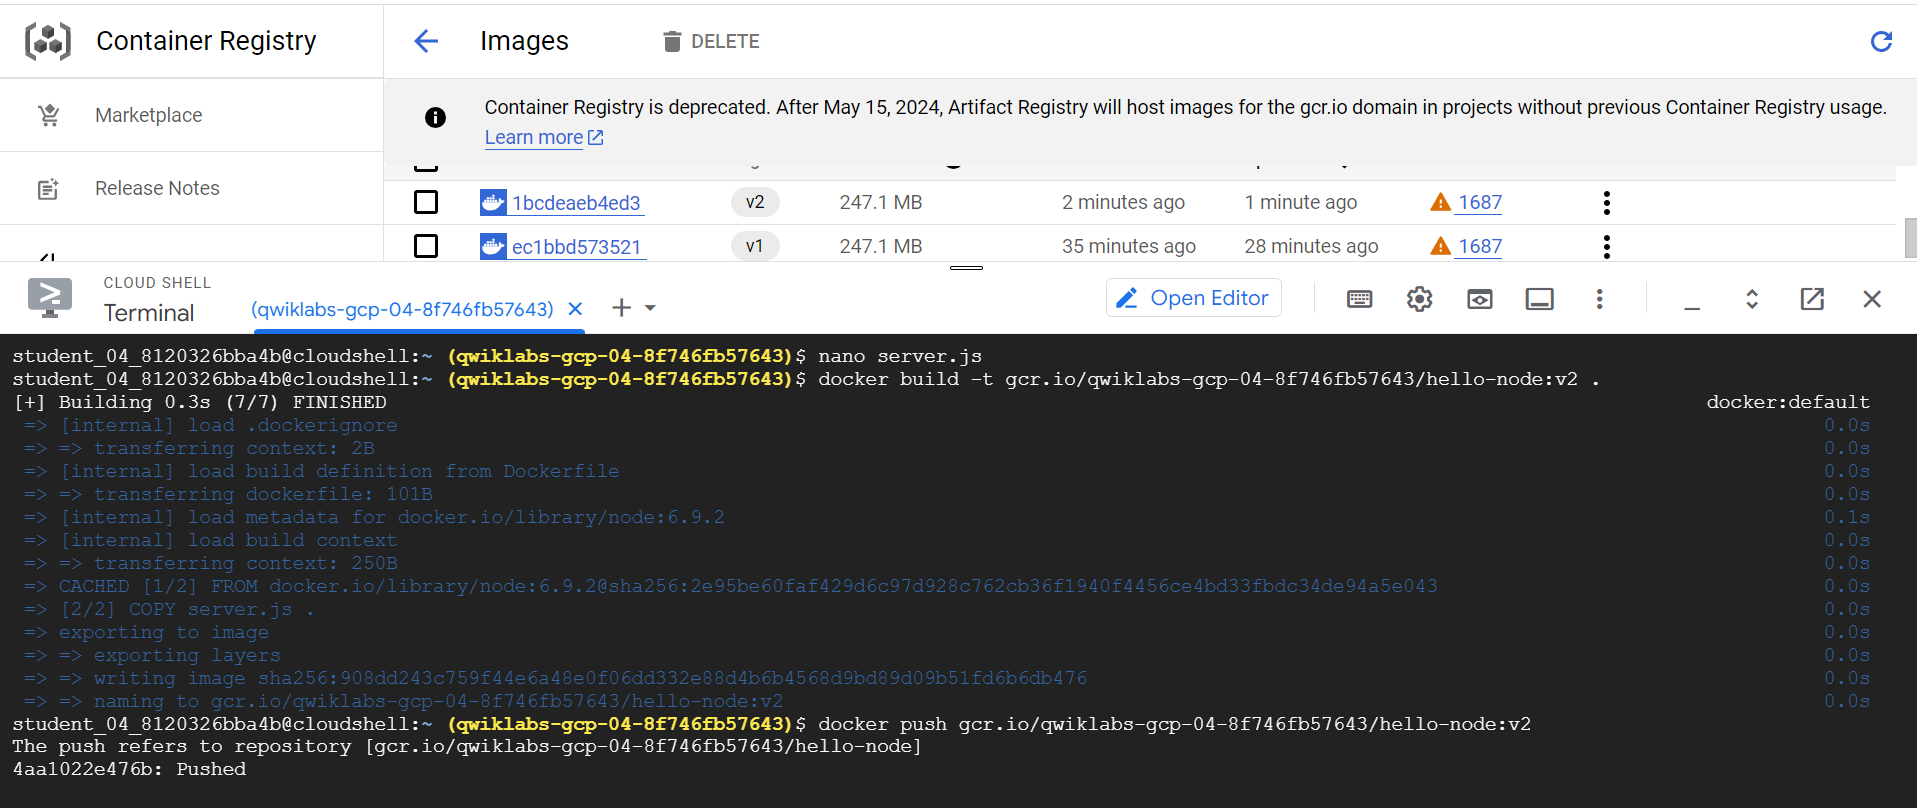 Container Registry
Images
DELETE
Marketplace
Release Notes
Container Registry is deprecated. After May 15, 2024, Artifact Registry will host images for the gcr.io domain in projects without previous Container Registry usage.
Learn more
1bcdeaeb4ed3 v2 247.1 MB 2 minutes ago 1 minute ago 1687
ec1bbd573521 v1 247.1 MB 35 minutes ago 28 minutes ago 1687
CLOUD SHELL
Terminal
(qwiklabs-gcp-04-8f746fb57643)
Open Editor
student_04_8120326bba4b@cloudshell:~ (qwiklabs-gcp-04-8f746fb57643)$ nano server.js
student_04_8120326bba4b@cloudshell:~ (qwiklabs-gcp-04-8f746fb57643)$ docker build -t gcr.io/qwiklabs-gcp-04-8f746fb57643/hello-node:v2 .
[+] Building 0.3s (7/7) FINISHED docker:default
=> [internal] load .dockerignore 0.0s
=> => transferring context: 2B 0.0s
=> [internal] load build definition from Dockerfile 0.0s
=> => transferring dockerfile: 101B 0.0s
=> [internal] load metadata for docker.io/library/node:6.9.2 0.1s
=> [internal] load build context 0.0s
=> => transferring context: 250B 0.0s
=> CACHED [1/2] FROM docker.io/library/node:6.9.2@sha256:2e95be60faf429d6c97d928c762cb36f1940f4456ce4bd33fbdc34de94a5e043 0.0s
=> [2/2] COPY server.js . 0.0s
=> exporting to image 0.0s
=> => exporting layers 0.0s
=> => writing image sha256:908dd243c759f44e6a48e0f06dd332e88d4b6b4568d9bd89d09b51fd6b6db476 0.0s
=> => naming to gcr.io/qwiklabs-gcp-04-8f746fb57643/hello-node:v2 0.0s
student_04_8120326bba4b@cloudshell:~ (qwiklabs-gcp-04-8f746fb57643)$ docker push gcr.io/qwiklabs-gcp-04-8f746fb57643/hello-node:v2
The push refers to repository [gcr.io/qwiklabs-gcp-04-8f746fb57643/hello-node]
4aa1022e476b: Pushed